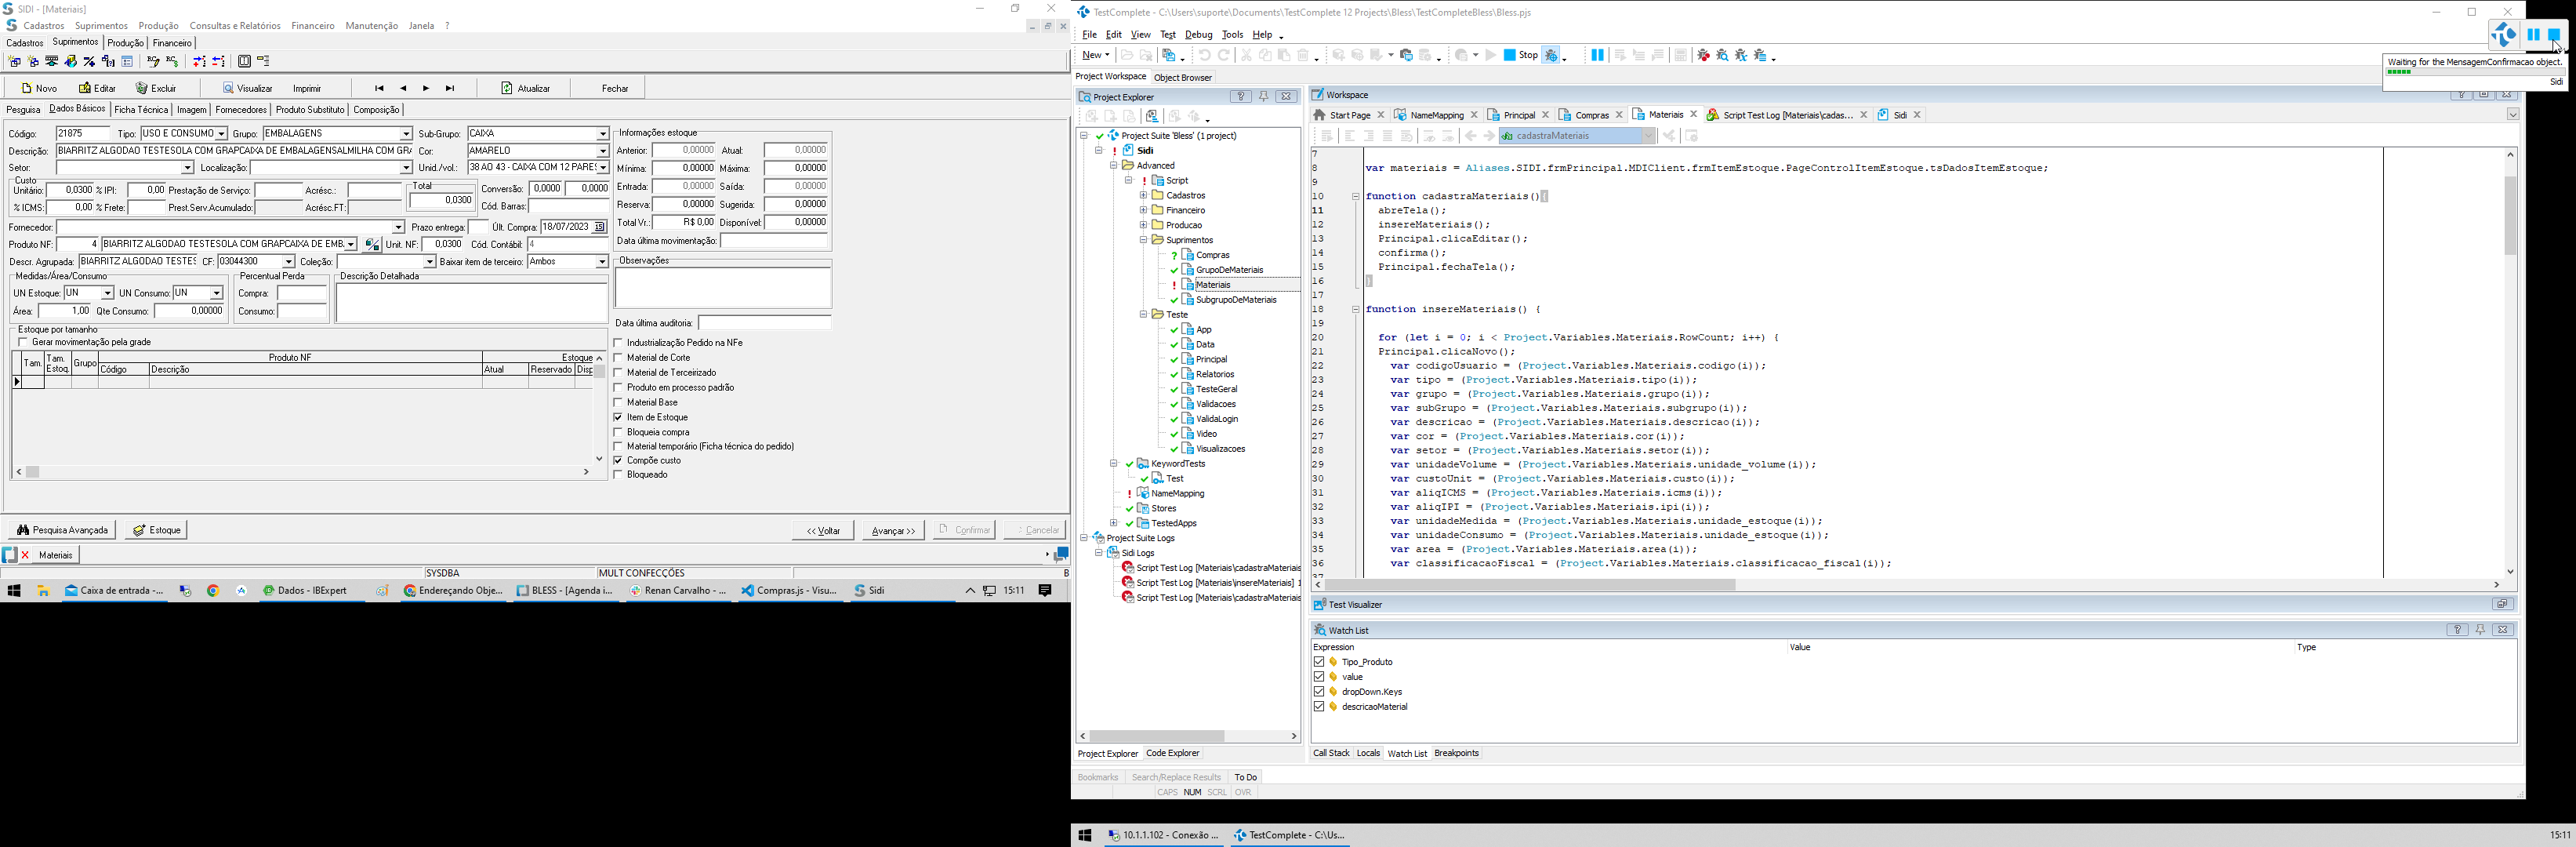 SIDI - [Materiais]
Cadastros Suprimentos Produção Consultas e Relatórios Financeiro Manutenção Janela ?
Cadastros Suprimentos Produção Financeiro
Novo Editar Excluir Visualizar Imprimir Atualizar Fechar
Pesquisa Dados Básicos Ficha Técnica Imagem Fornecedores Produto Substituto Composição
Código: 21875 Tipo: USO E CONSUMO Grupo: EMBALAGENS Sub-Grupo: CAIXA
Descrição: BIARRITZ ALGODAO TESTESOLA COM GRAPCAIXA DE EMBALAGENSALMILHA COM GRA Cor: AMARELO
Setor: Localização: Unid./vol.: 38 AO 43 - CAIXA COM 12 PARES
Custo
Unitário: 0,0300 % IPI: 0,00 Prestação de Serviço: Acrésc.: Total Conversão: 0,0000 0,0000
% ICMS: 0,00 % Frete: Prest.Serv.Acumulado: Acrésc.FT: 0,0300 Cód. Barras:
Fornecedor: Prazo entrega: Últ. Compra: 18/07/2023 15
Produto NF: 4 BIARRITZ ALGODAO TESTESOLA COM GRAPCAIXA DE EMB. Unit. NF: 0,0300 Cód. Contábil: 4
Descr. Agrupada: BIARRITZ ALGODAO TESTES CF: 03044300 Coleção: Baixar item de terceiro: Ambos
Medidas/Área/Consumo Percentual Perda Descrição Detalhada
UN Estoque: UN UN Consumo: UN Compra:
Área: 1,00 Qte Consumo: 0,00000 Consumo:
Estoque por tamanho
Gerar movimentação pela grade
Tam. Tam. Estoq. Grupo Produto NF Estoque
Código Descrição Atual Reservado Disp
Informações estoque
Anterior: 0,00000 Atual: 0,00000
Mínima: 0,00000 Máxima: 0,00000
Entrada: 0,00000 Saída: 0,00000
Reserva: 0,00000 Sugerida: 0,00000
Total Vr.: R$ 0,00 Disponível: 0,00000
Data última movimentação:
Observações
Data última auditoria:
Industrialização Pedido na NFe
Material de Corte
Material de Terceirizado
Produto em processo padrão
Material Base
Item de Estoque
Bloqueia compra
Material temporário (Ficha técnica do pedido)
Compõe custo
Bloqueado
Pesquisa Avançada Estoque << Voltar Avançar >> Confirmar Cancelar
Materiais
SYSDBA MULT CONFECÇÕES B
Caixa de entrada -... Dados - IBExpert Endereçando Obje... BLESS - [Agenda i... Renan Carvalho - ... Compras.js - Visu... Sidi 15:11
TestComplete - C:\Users\suporte\Documents\TestComplete 12 Projects\Bless\TestCompleteBless\Bless.pjs
File Edit View Test Debug Tools Help
New Stop
Waiting for the MensagemConfirmacao object.
Sidi
Project Workspace Object Browser
Project Explorer
Project Suite 'Bless' (1 project)
Sidi
Advanced
Script
Cadastros
Financeiro
Producao
Suprimentos
Compras
GrupoDeMateriais
Materiais
SubgrupoDeMateriais
Teste
App
Data
Principal
Relatorios
TesteGeral
Validacoes
ValidaLogin
Video
Visualizacoes
KeywordTests
Test
NameMapping
Stores
TestedApps
Project Suite Logs
Sidi Logs
Script Test Log [Materiais\cadastraMateriais
Script Test Log [Materiais\insereMateriais] 1
Script Test Log [Materiais\cadastraMateriais
Project Explorer Code Explorer
Workspace
Start Page NameMapping Principal Compras Materiais Script Test Log [Materiais\cadas... Sidi
cadastraMateriais
7
8 var materiais = Aliases.SIDI.frmPrincipal.MDIClient.frmItemEstoque.PageControlItemEstoque.tsDadosItemEstoque;
9
10 function cadastraMateriais(){
11 abreTela();
12 insereMateriais();
13 Principal.clicaEditar();
14 confirma();
15 Principal.fechaTela();
16 }
17
18 function insereMateriais() {
19
20 for (let i = 0; i < Project.Variables.Materiais.RowCount; i++) {
21 Principal.clicaNovo();
22 var codigoUsuario = (Project.Variables.Materiais.codigo(i));
23 var tipo = (Project.Variables.Materiais.tipo(i));
24 var grupo = (Project.Variables.Materiais.grupo(i));
25 var subGrupo = (Project.Variables.Materiais.subgrupo(i));
26 var descricao = (Project.Variables.Materiais.descricao(i));
27 var cor = (Project.Variables.Materiais.cor(i));
28 var setor = (Project.Variables.Materiais.setor(i));
29 var unidadeVolume = (Project.Variables.Materiais.unidade_volume(i));
30 var custoUnit = (Project.Variables.Materiais.custo(i));
31 var aliqICMS = (Project.Variables.Materiais.icms(i));
32 var aliqIPI = (Project.Variables.Materiais.ipi(i));
33 var unidadeMedida = (Project.Variables.Materiais.unidade_estoque(i));
34 var unidadeConsumo = (Project.Variables.Materiais.unidade_estoque(i));
35 var area = (Project.Variables.Materiais.area(i));
36 var classificacaoFiscal = (Project.Variables.Materiais.classificacao_fiscal(i));
37
Test Visualizer
Watch List
Expression Value Type
Tipo_Produto
value
dropDown.Keys
descricaoMaterial
Call Stack Locals Watch List Breakpoints
Bookmarks Search/Replace Results To Do
CAPS NUM SCRL OVR
10.1.1.102 - Conexão ... TestComplete - C:\Us... 15:11